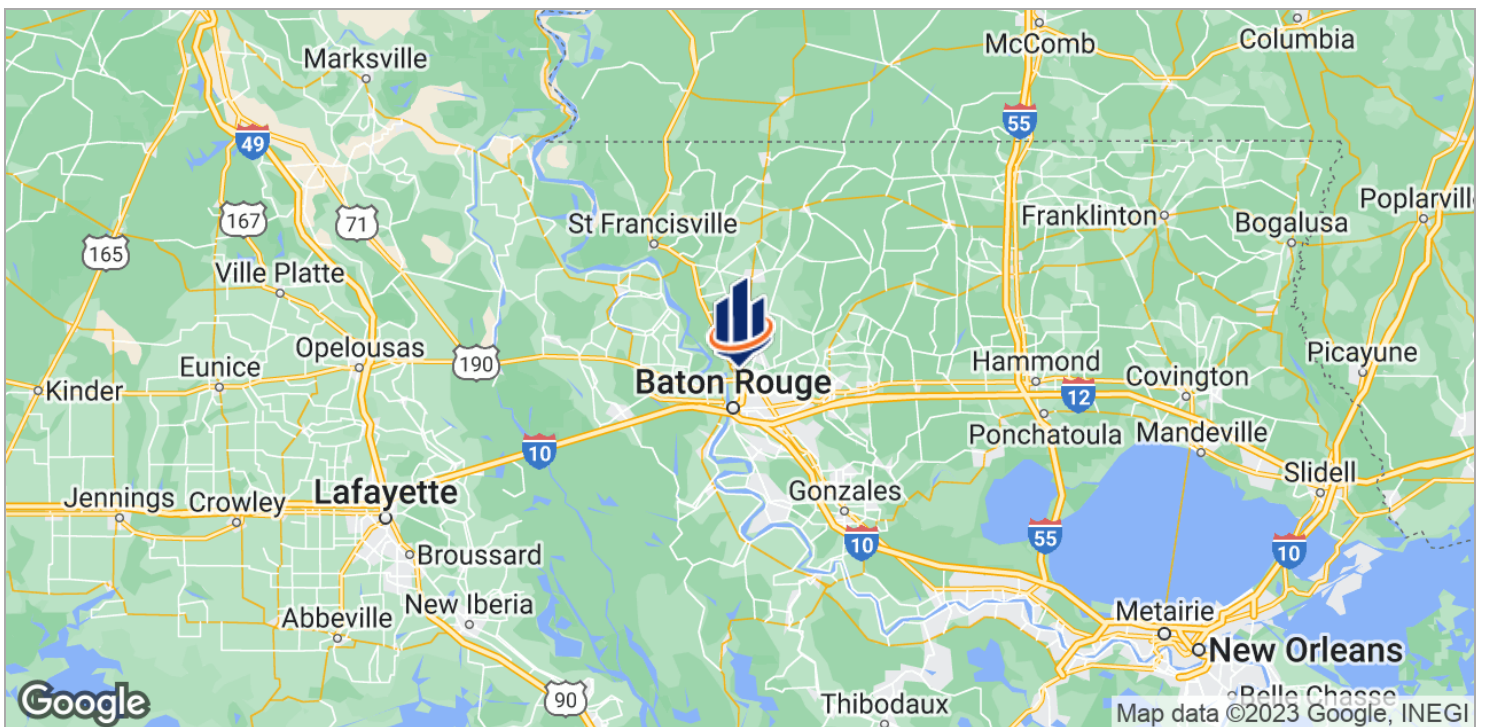 McComb
Columbia
Marksville
55
49
Poplarvill
167
71
Franklinton
Bogalusa
St Francisville
165
Ville Platte
Opelousas
190
Eunice
Hammond
Picayune
Covington
Kinder
Baton Rouge
12
Ponchatoula
Mandeville
10
Slidell
Jennings
Crowley
Lafayette
Gonzales
10
55
10
Broussard
Abbeville
New Iberia
Metairie
New Orleans
90
Belle Chasse
Thibodaux
Google
Map data ©2023 Google, INEGI